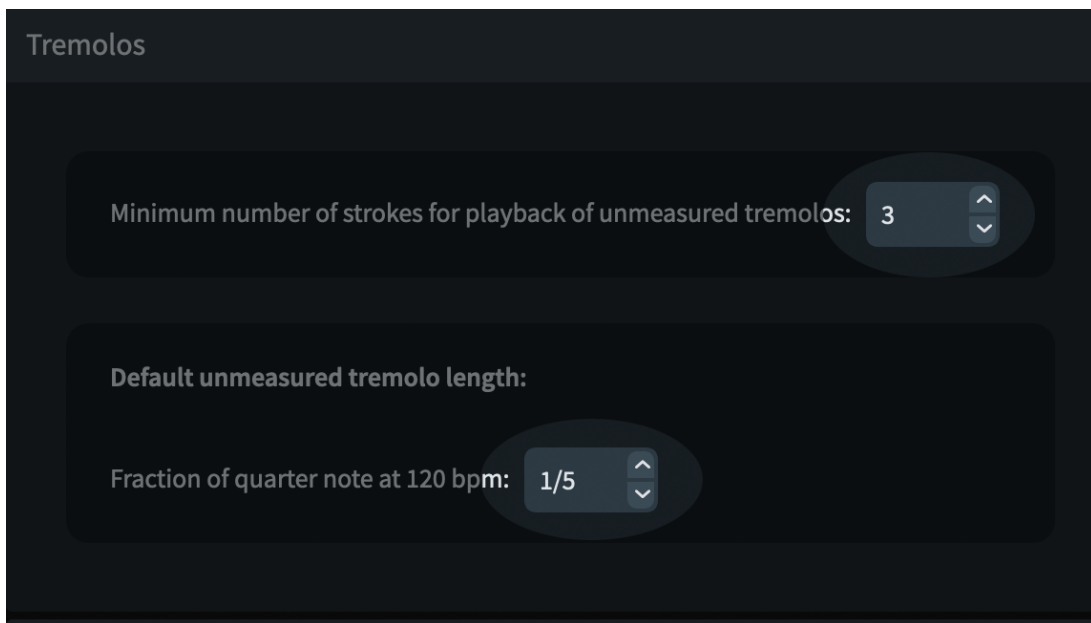 Tremolos
Minimum number of strokes for playback of unmeasured tremolos: 3
Default unmeasured tremolo length:
Fraction of quarter note at 120 bpm: 1/5